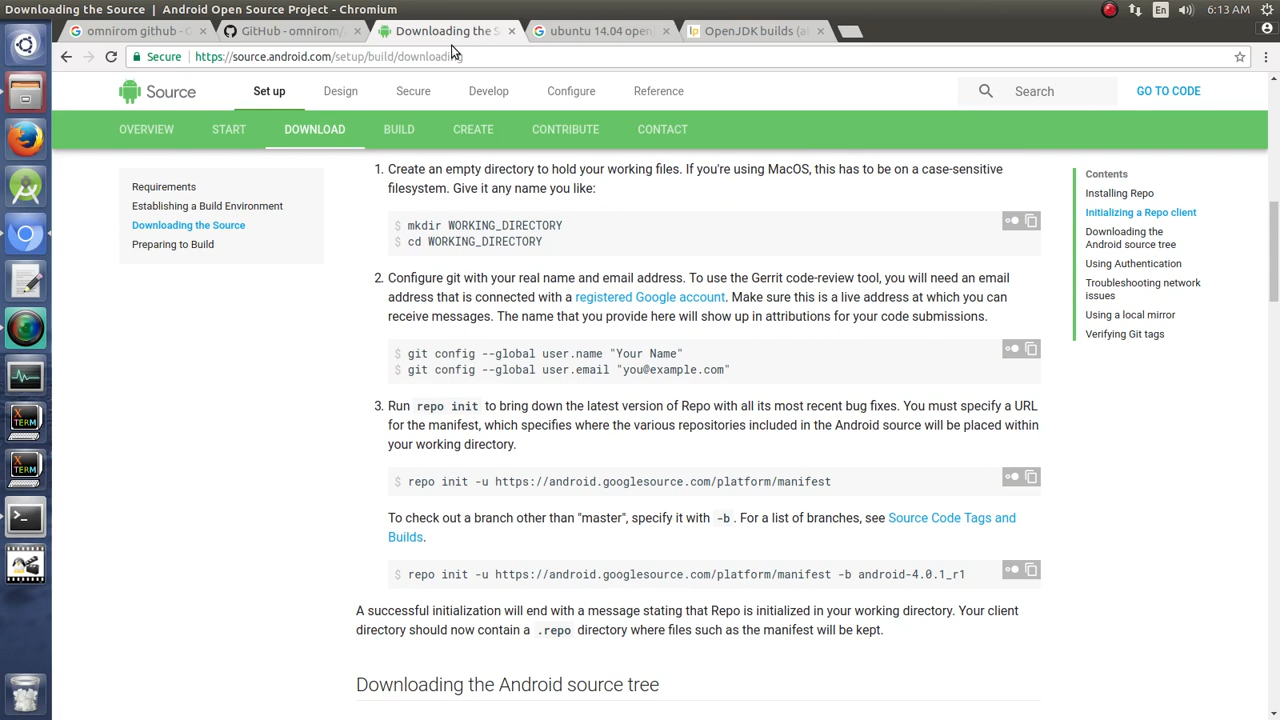 Downloading the Source | Android Open Source Project - Chromium
En
6:13 AM
omnirom github - G
GitHub - omnirom/
Downloading the S
ubuntu 14.04 open
OpenJDK builds (al
Secure
https://source.android.com/setup/build/downloading
Source
Set up
Design
Secure
Develop
Configure
Reference
Search
GO TO CODE
OVERVIEW
START
DOWNLOAD
BUILD
CREATE
CONTRIBUTE
CONTACT
Requirements
Establishing a Build Environment
Downloading the Source
Preparing to Build
1. Create an empty directory to hold your working files. If you're using MacOS, this has to be on a case-sensitive
filesystem. Give it any name you like:
$ mkdir WORKING_DIRECTORY
$ cd WORKING_DIRECTORY
2. Configure git with your real name and email address. To use the Gerrit code-review tool, you will need an email
address that is connected with a registered Google account. Make sure this is a live address at which you can
receive messages. The name that you provide here will show up in attributions for your code submissions.
$ git config --global user.name "Your Name"
$ git config --global user.email "you@example.com"
3. Run repo init to bring down the latest version of Repo with all its most recent bug fixes. You must specify a URL
for the manifest, which specifies where the various repositories included in the Android source will be placed within
your working directory.
$ repo init -u https://android.googlesource.com/platform/manifest
To check out a branch other than "master", specify it with -b. For a list of branches, see Source Code Tags and
Builds.
$ repo init -u https://android.googlesource.com/platform/manifest -b android-4.0.1_r1
A successful initialization will end with a message stating that Repo is initialized in your working directory. Your client
directory should now contain a .repo directory where files such as the manifest will be kept.
Downloading the Android source tree
Contents
Installing Repo
Initializing a Repo client
Downloading the
Android source tree
Using Authentication
Troubleshooting network
issues
Using a local mirror
Verifying Git tags
X
TERM
X
TERM